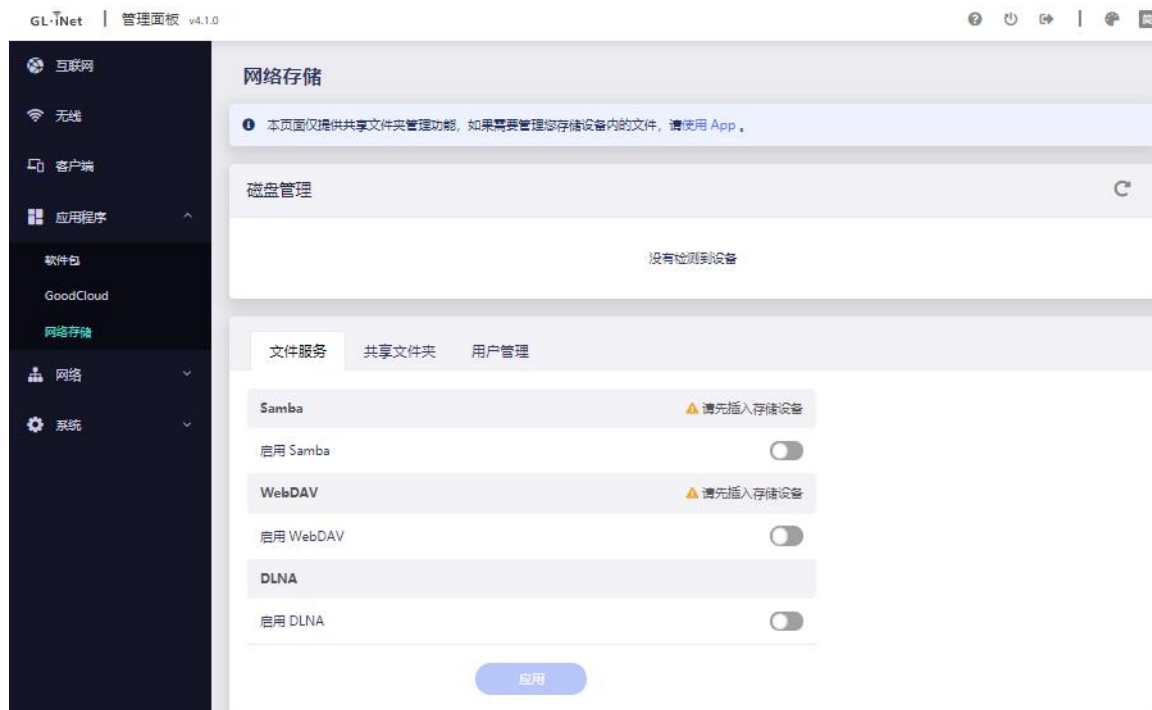 GL·iNet | 管理面板 v4.1.0
互联网
无线
客户端
应用程序
软件包
GoodCloud
网络存储
网络
系统
网络存储
本页面仅提供共享文件夹管理功能，如果需要管理您存储设备内的文件，请使用 App 。
磁盘管理
没有检测到设备
文件服务 共享文件夹 用户管理
Samba 请先插入存储设备
启用 Samba
WebDAV 请先插入存储设备
启用 WebDAV
DLNA
启用 DLNA
应用